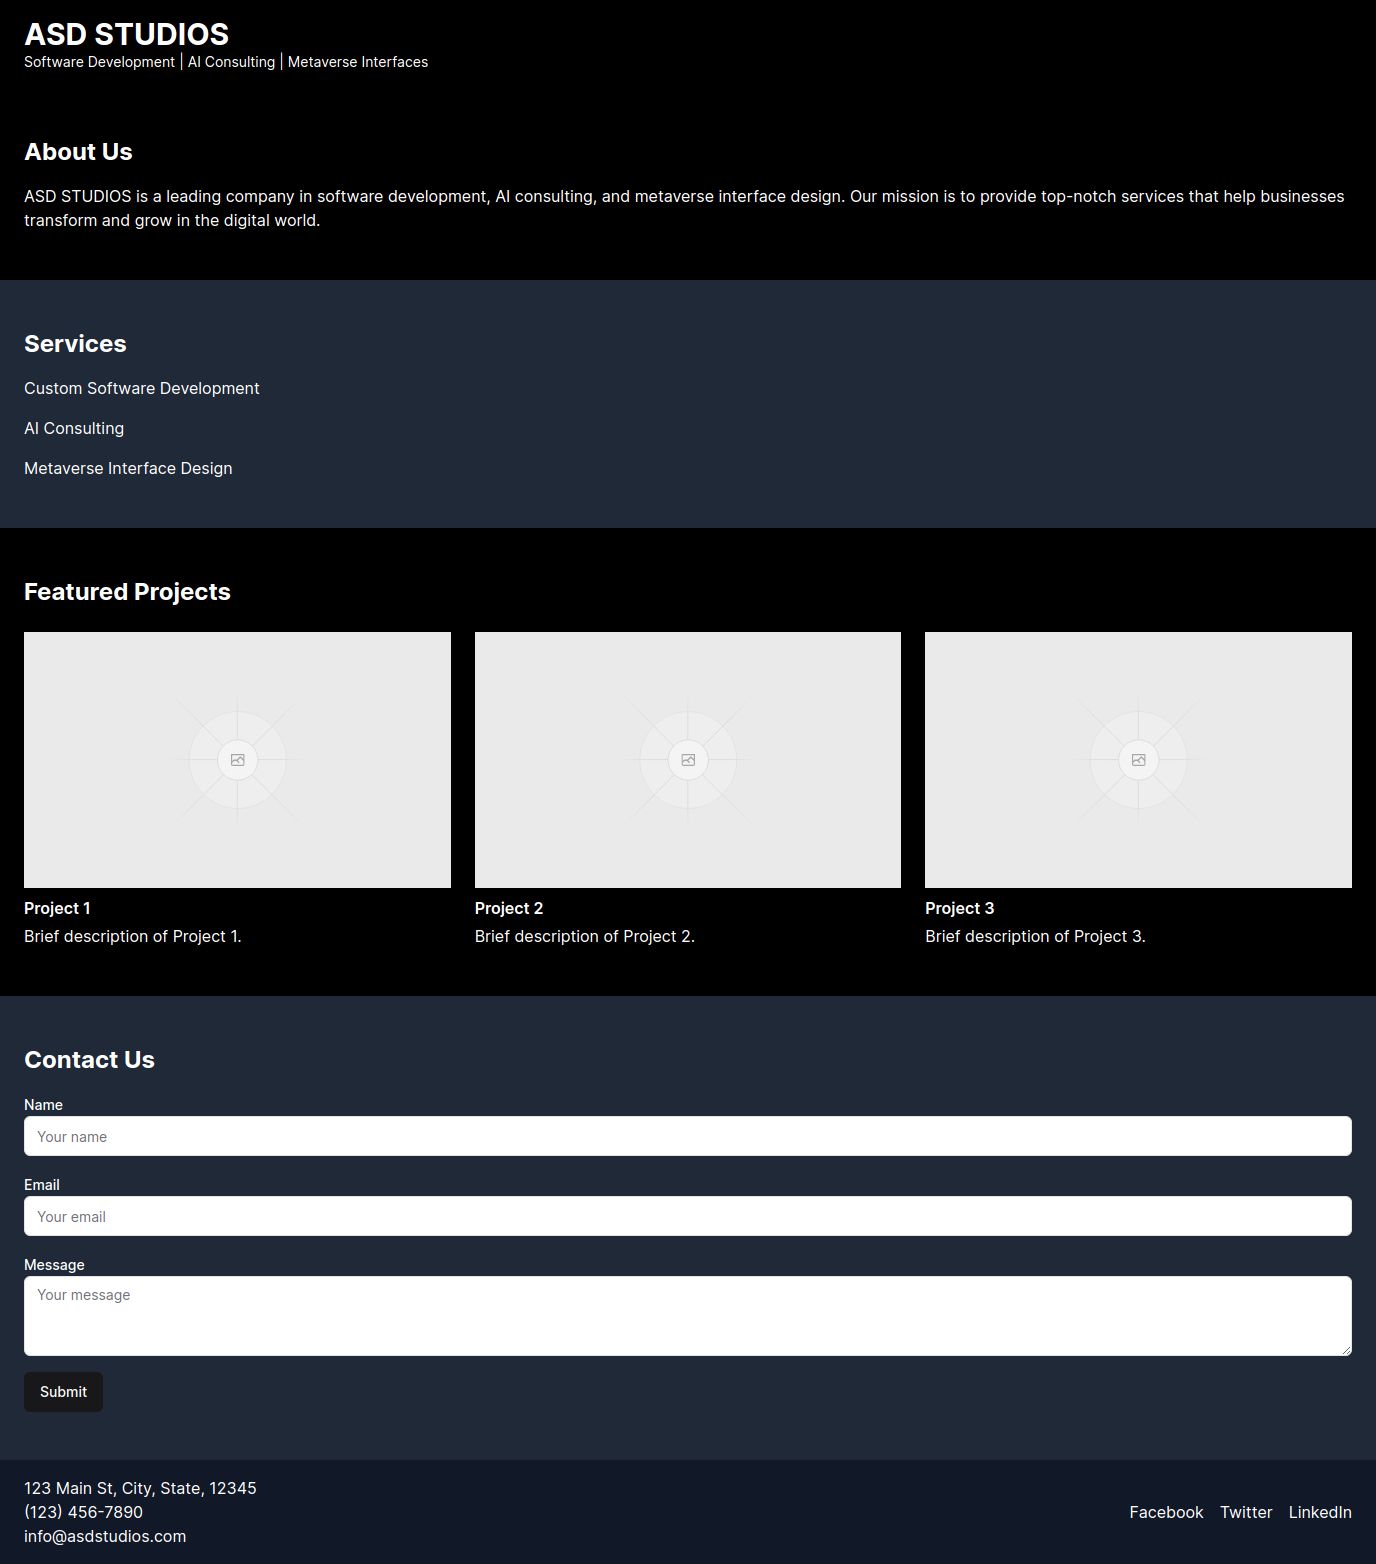 ASD STUDIOS
Software Development | AI Consulting | Metaverse Interfaces
About Us
ASD STUDIOS is a leading company in software development, AI consulting, and metaverse interface design. Our mission is to provide top-notch services that help businesses
transform and grow in the digital world.
Services
Custom Software Development
AI Consulting
Metaverse Interface Design
Featured Projects
Project 1
Brief description of Project 1.
Project 2
Brief description of Project 2.
Project 3
Brief description of Project 3.
Contact Us
Name
Your name
Email
Your email
Message
Your message
Submit
123 Main St, City, State, 12345
(123) 456-7890
info@asdstudios.com
Facebook Twitter LinkedIn